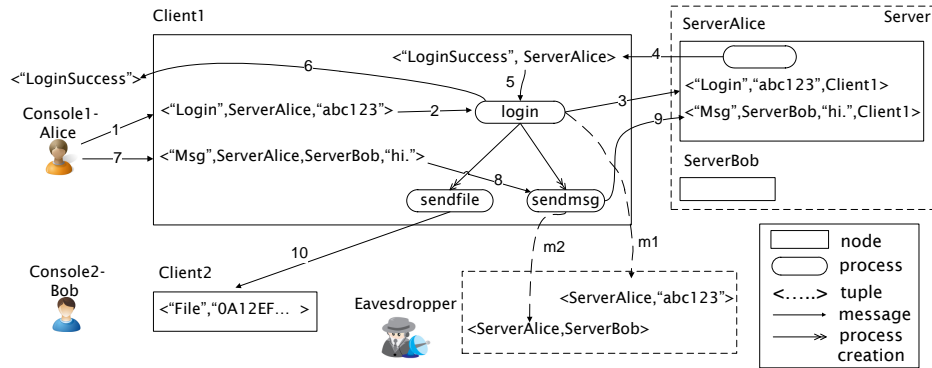 Client1
Server
ServerAlice
<“LoginSuccess”, ServerAlice>
4
6
<“LoginSuccess”>
5
<“Login”,“abc123”,Client1>
Console1-
Alice
1
<“Login”,ServerAlice,“abc123”>
2
login
3
<“Msg”,ServerBob,“hi.”,Client1>
9
7
<“Msg”,ServerAlice,ServerBob,“hi.”>
8
ServerBob
sendfile
sendmsg
10
m2
m1
node
process
<.....> tuple
message
process
creation
Console2-
Bob
Client2
<“File”,“0A12EF... >
Eavesdropper
<ServerAlice,“abc123”>
<ServerAlice,ServerBob>